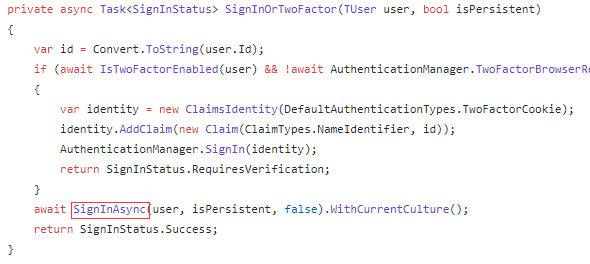 private async Task<SignInStatus> SignInOrTwoFactor(TUser user, bool isPersistent)
{
var id = Convert.ToString(user.Id);
if (await IsTwoFactorEnabled(user) && !await AuthenticationManager.TwoFactorBrowserRe
{
var identity = new ClaimsIdentity(DefaultAuthenticationTypes.TwoFactorCookie);
identity.AddClaim(new Claim(ClaimTypes.NameIdentifier, id));
AuthenticationManager.SignIn(identity);
return SignInStatus.RequiresVerification;
}
await SignInAsync(user, isPersistent, false).WithCurrentCulture();
return SignInStatus.Success;
}